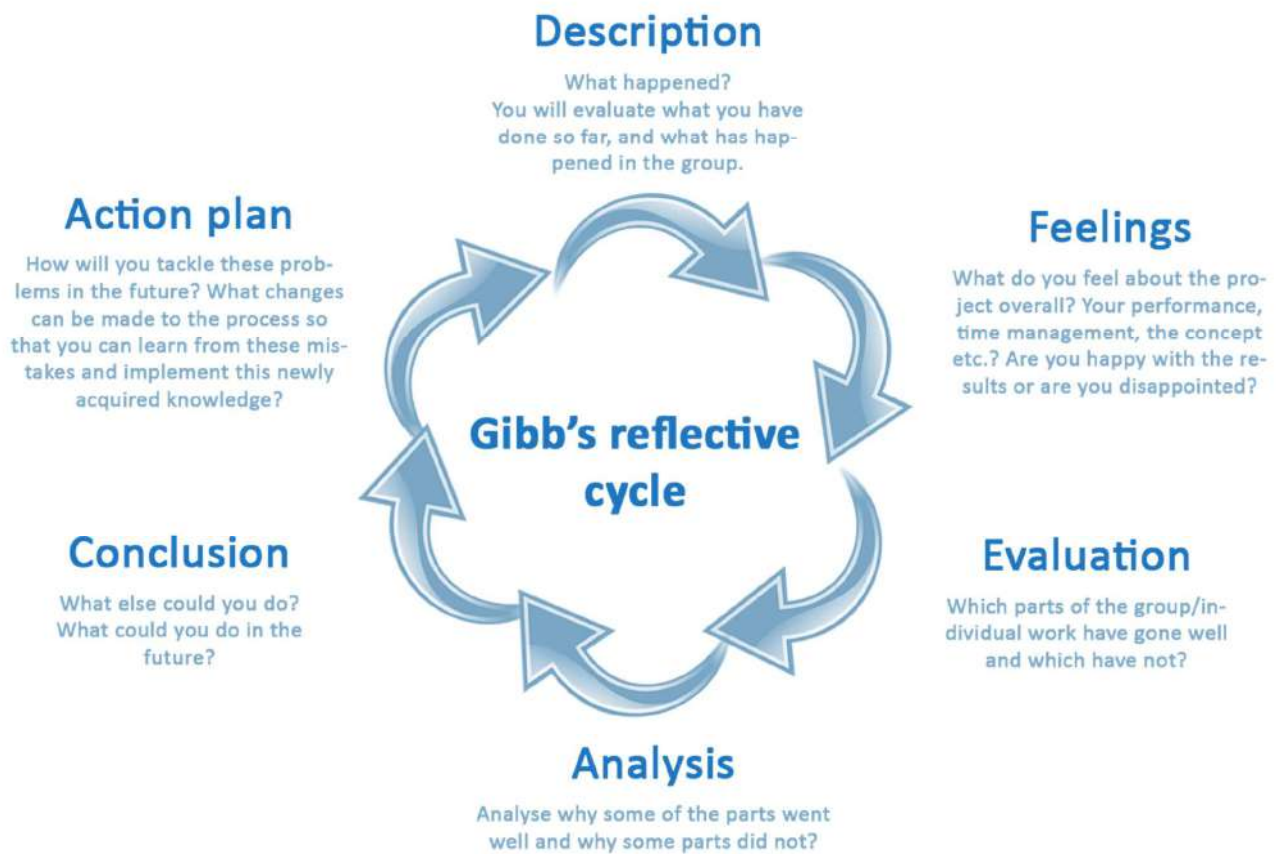 Description
What happened?
You will evaluate what you have
done so far, and what has hap-
pened in the group.
Feelings
What do you feel about the pro-
ject overall? Your performance,
time management, the concept
etc.? Are you happy with the re-
sults or are you disappointed?
Evaluation
Which parts of the group/in-
dividual work have gone well
and which have not?
Analysis
Analyse why some of the parts went
well and why some parts did not?
Conclusion
What else could you do?
What could you do in the
future?
Action plan
How will you tackle these prob-
lems in the future? What changes
can be made to the process so
that you can learn from these mis-
takes and implement this newly
acquired knowledge?
Gibb's reflective
cycle